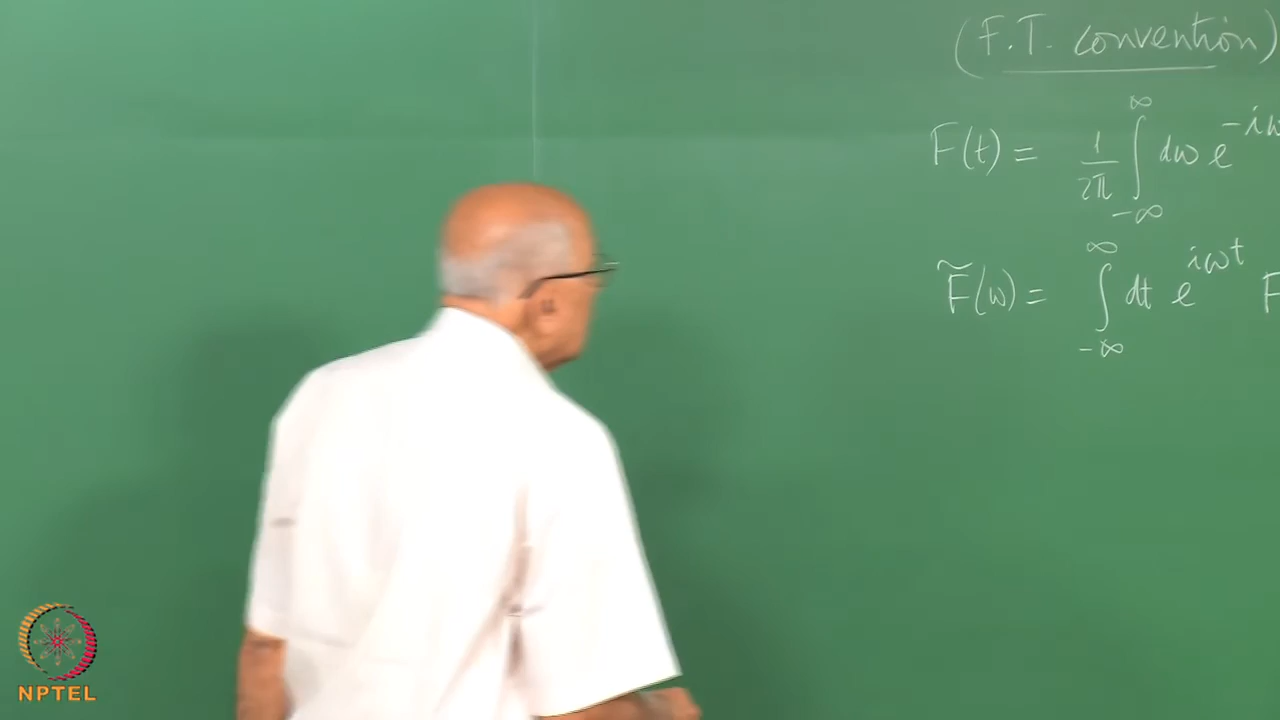 (F.T. convention)
F(t) = 1/2π ∫_{-∞}^{∞} dω e^{-iω
F̃(ω) = ∫_{-∞}^{∞} dt e^{iωt} F
NPTEL